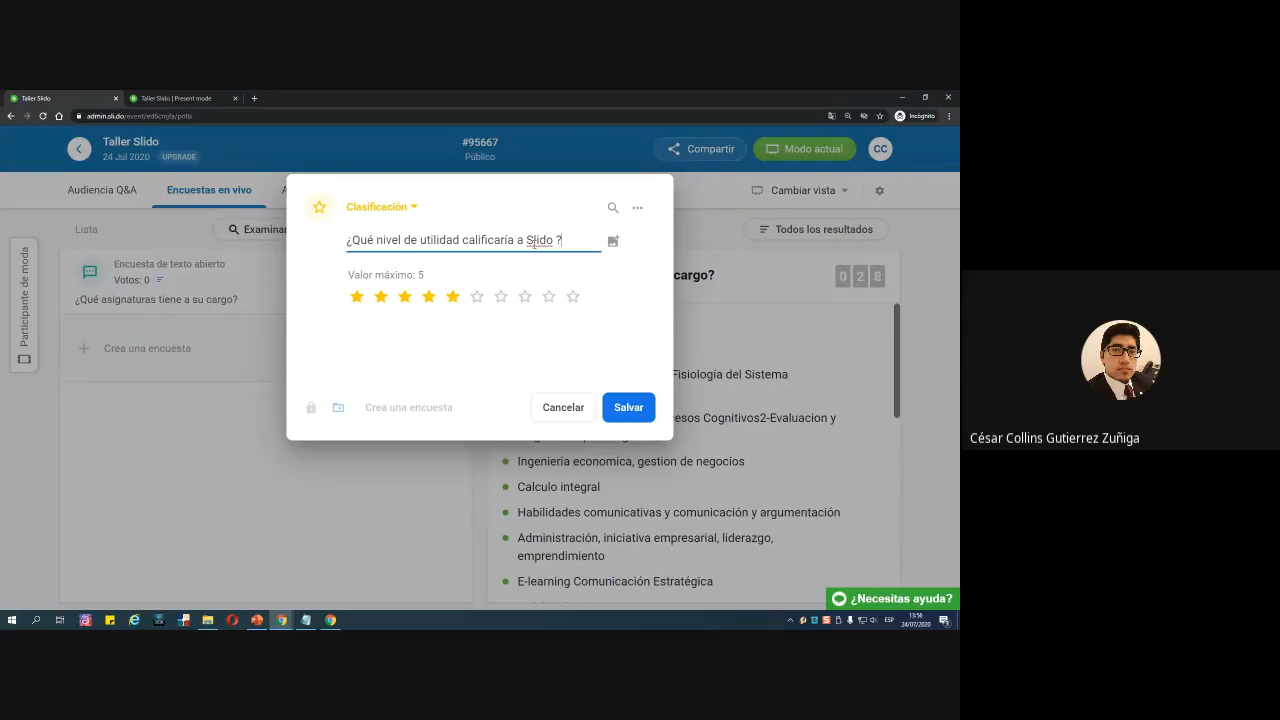 Taller Slido
Taller Slido | Present mode
admin.sli.do/event/ed5cmjfa/polls
Incógnito
Taller Slido
24 Jul 2020 UPGRADE
#95667
Público
Compartir
Modo actual
CC
Audiencia Q&A
Encuestas en vivo
A
Cambiar vista
Lista
Examinar
Todos los resultados
Participante de moda
Encuesta de texto abierto
Votos: 0
¿Qué asignaturas tiene a su cargo?
Crea una encuesta
Clasificación
¿Qué nivel de utilidad calificaría a Slido ?
Valor máximo: 5
Crea una encuesta
Cancelar
Salvar
cargo?
028
Fisiología del Sistema
esos Cognitivos2-Evaluacion y
Ingenieria economica, gestion de negocios
Calculo integral
Habilidades comunicativas y comunicación y argumentación
Administración, iniciativa empresarial, liderazgo,
emprendimiento
E-learning Comunicación Estratégica
¿Necesitas ayuda?
ESP
13:56
24/07/2020
César Collins Gutierrez Zuñiga